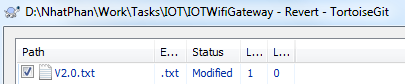 D:\NhatPhan\Work\Tasks\IOT\IOTWifiGateway - Revert - TortoiseGit
Path E... Status L... L...
V2.0.txt .txt Modified 1 0